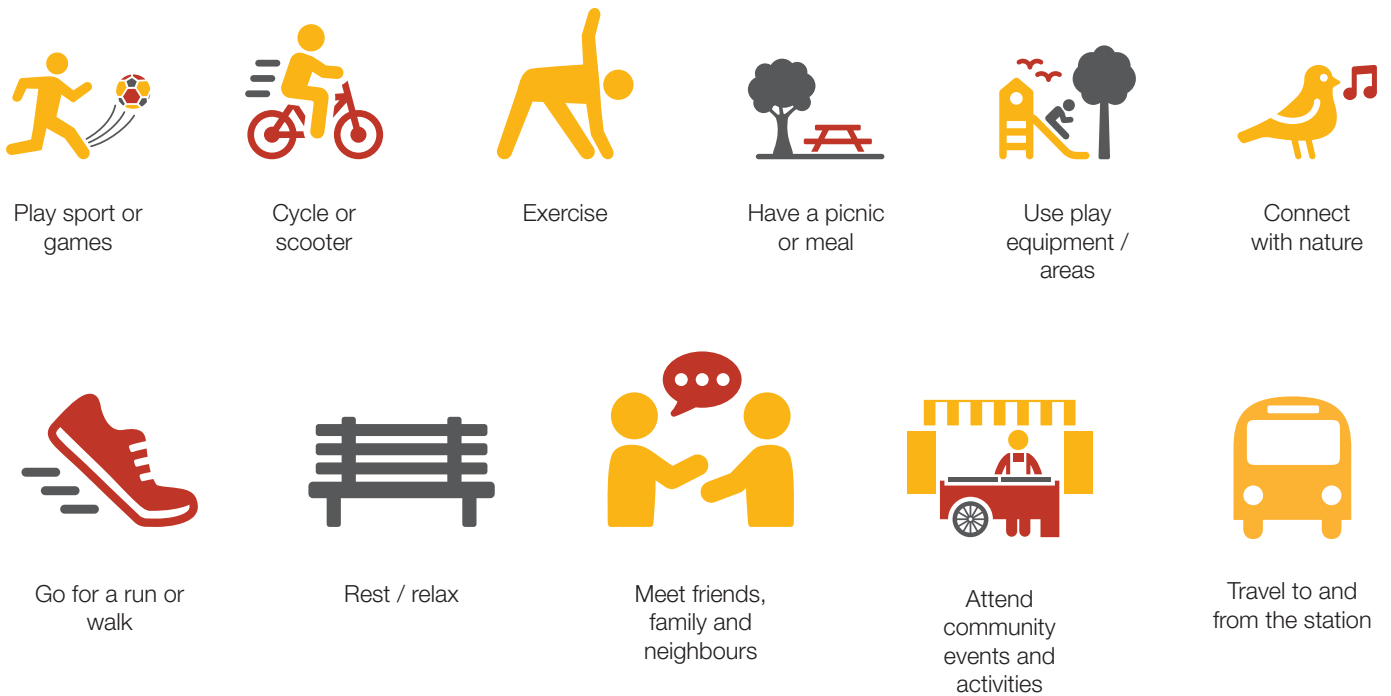 Play sport or
games
Cycle or
scooter
Exercise
Have a picnic
or meal
Use play
equipment /
areas
Connect
with nature
Go for a run or
walk
Rest / relax
Meet friends,
family and
neighbours
Attend
community
events and
activities
Travel to and
from the station